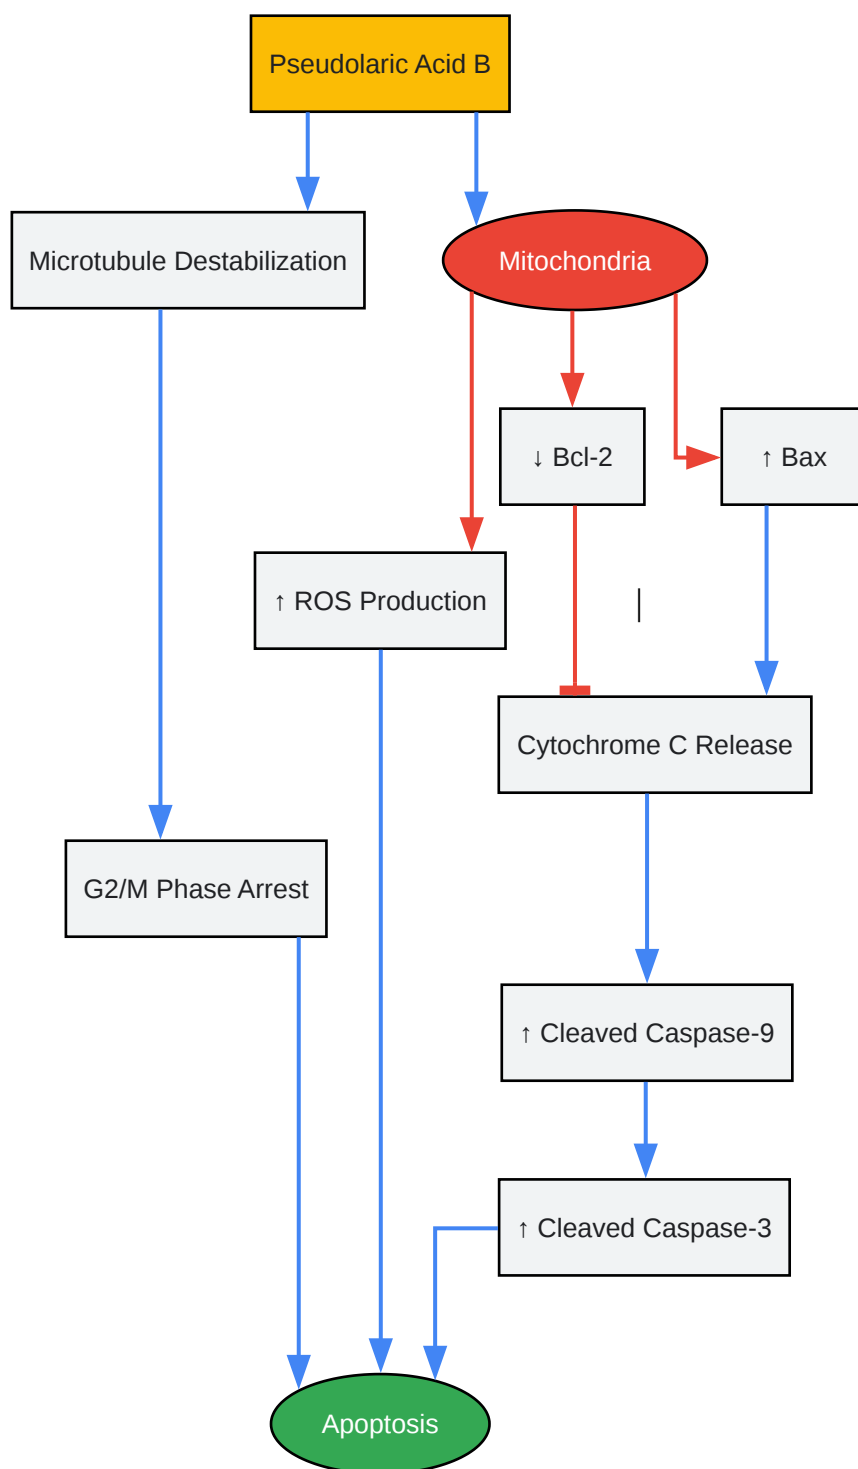 Pseudolaric Acid B
Microtubule Destabilization
Mitochondria
↓ Bcl-2
↑ Bax
↑ ROS Production
|
Cytochrome C Release
G2/M Phase Arrest
↑ Cleaved Caspase-9
↑ Cleaved Caspase-3
Apoptosis